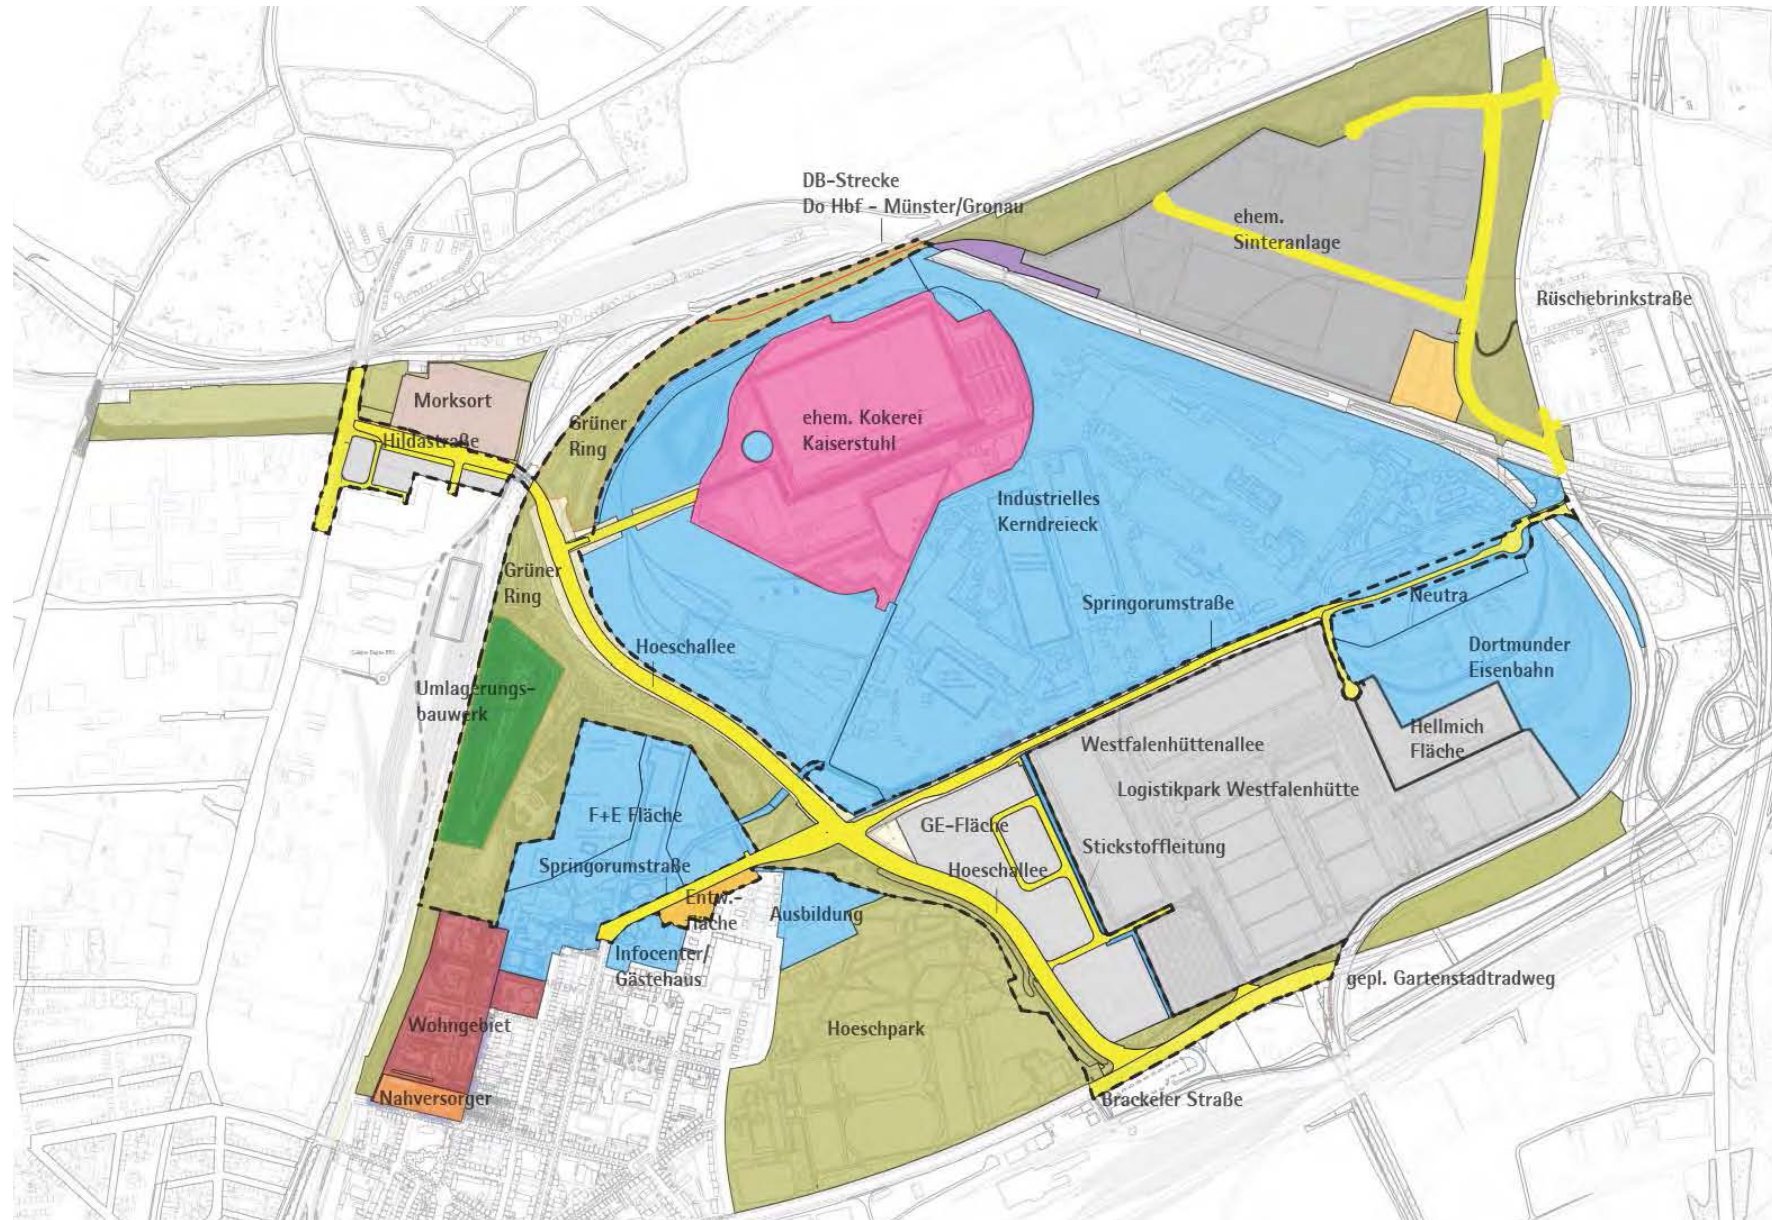 DB-Strecke
Do Hbf - Münster/Gronau
ehem.
Sinteranlage
Rüschebrinkstraße
Morksort
Hildastraße
Grüner
Ring
ehem. Kokerei
Kaiserstuhl
Industrielles
Kerndreieck
Grüner
Ring
Springorumstraße
Neutra
Hoeschallee
Dortmunder
Eisenbahn
Umlagerungs-
bauwerk
Hellmich
Fläche
Westfalenhüttenallee
Logistikpark Westfalenhütte
F+E Fläche
GE-Fläche
Stickstoffleitung
Springorumstraße
Hoeschallee
Entw.-
fläche
Ausbildung
Infocenter/
Gästehaus
gepl. Gartenstadtradweg
Wohngebiet
Hoeschpark
Nahversorger
Brackeler Straße